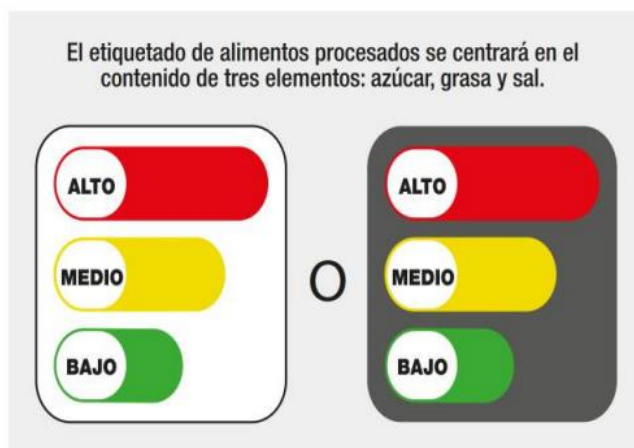 El etiquetado de alimentos procesados se centrará en el
contenido de tres elementos: azúcar, grasa y sal.
ALTO
MEDIO
BAJO
O
ALTO
MEDIO
BAJO